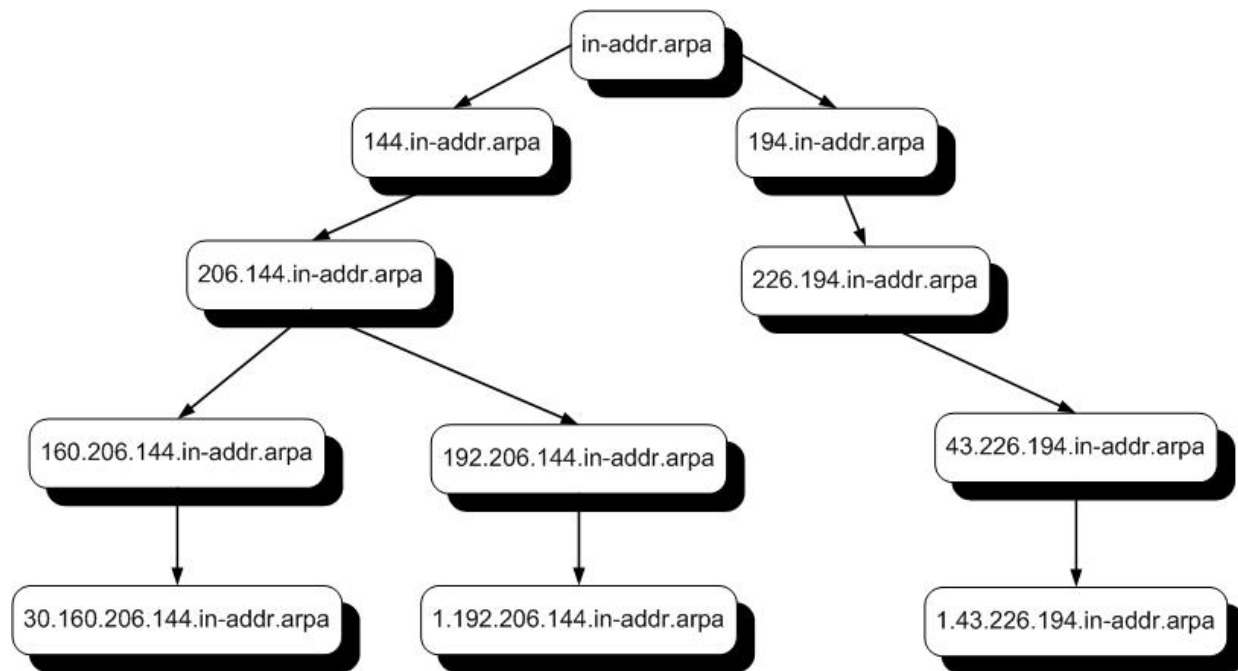 in-addr.arpa
144.in-addr.arpa
194.in-addr.arpa
206.144.in-addr.arpa
226.194.in-addr.arpa
160.206.144.in-addr.arpa
192.206.144.in-addr.arpa
43.226.194.in-addr.arpa
30.160.206.144.in-addr.arpa
1.192.206.144.in-addr.arpa
1.43.226.194.in-addr.arpa